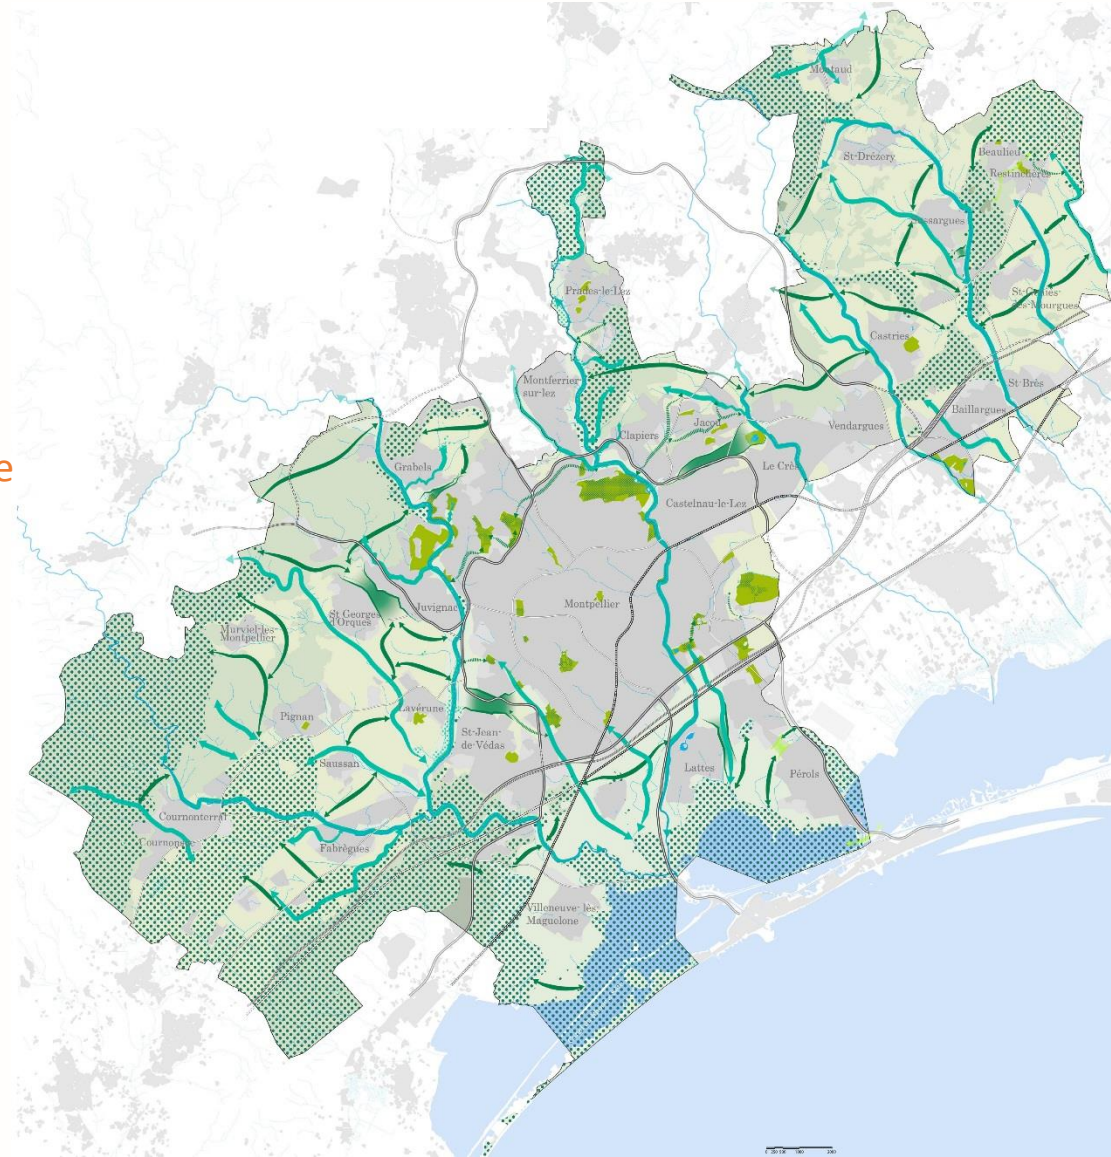 Montaud
St-Drézery
Beaulieu
Restinclières
Sussargues
Prades-le-Lez
St-Geniès-
des-Mourgues
Castries
Montferrier-
sur-lez
St-Brès
Baillargues
Jacou
Clapiers
Vendargues
Grabels
Le Crès
e
Castelnau-le-Lez
Montpellier
Juvignac
St-Georges
d'Orques
Murviel-les-
Montpellier
Lavérune
Pignan
St-Jean-
de-Védas
Saussan
Lattes
Pérols
Cournonterral
Cournonsec
Fabrègues
Villeneuve-lès-
Maguelone